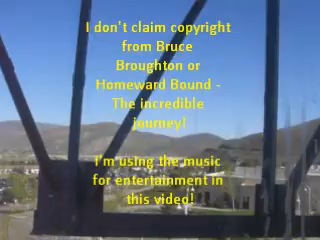 I don't claim copyright
from Bruce
Broughton or
Homeward Bound -
The incredible
journey!
I'm using the music
for entertainment in
this video!